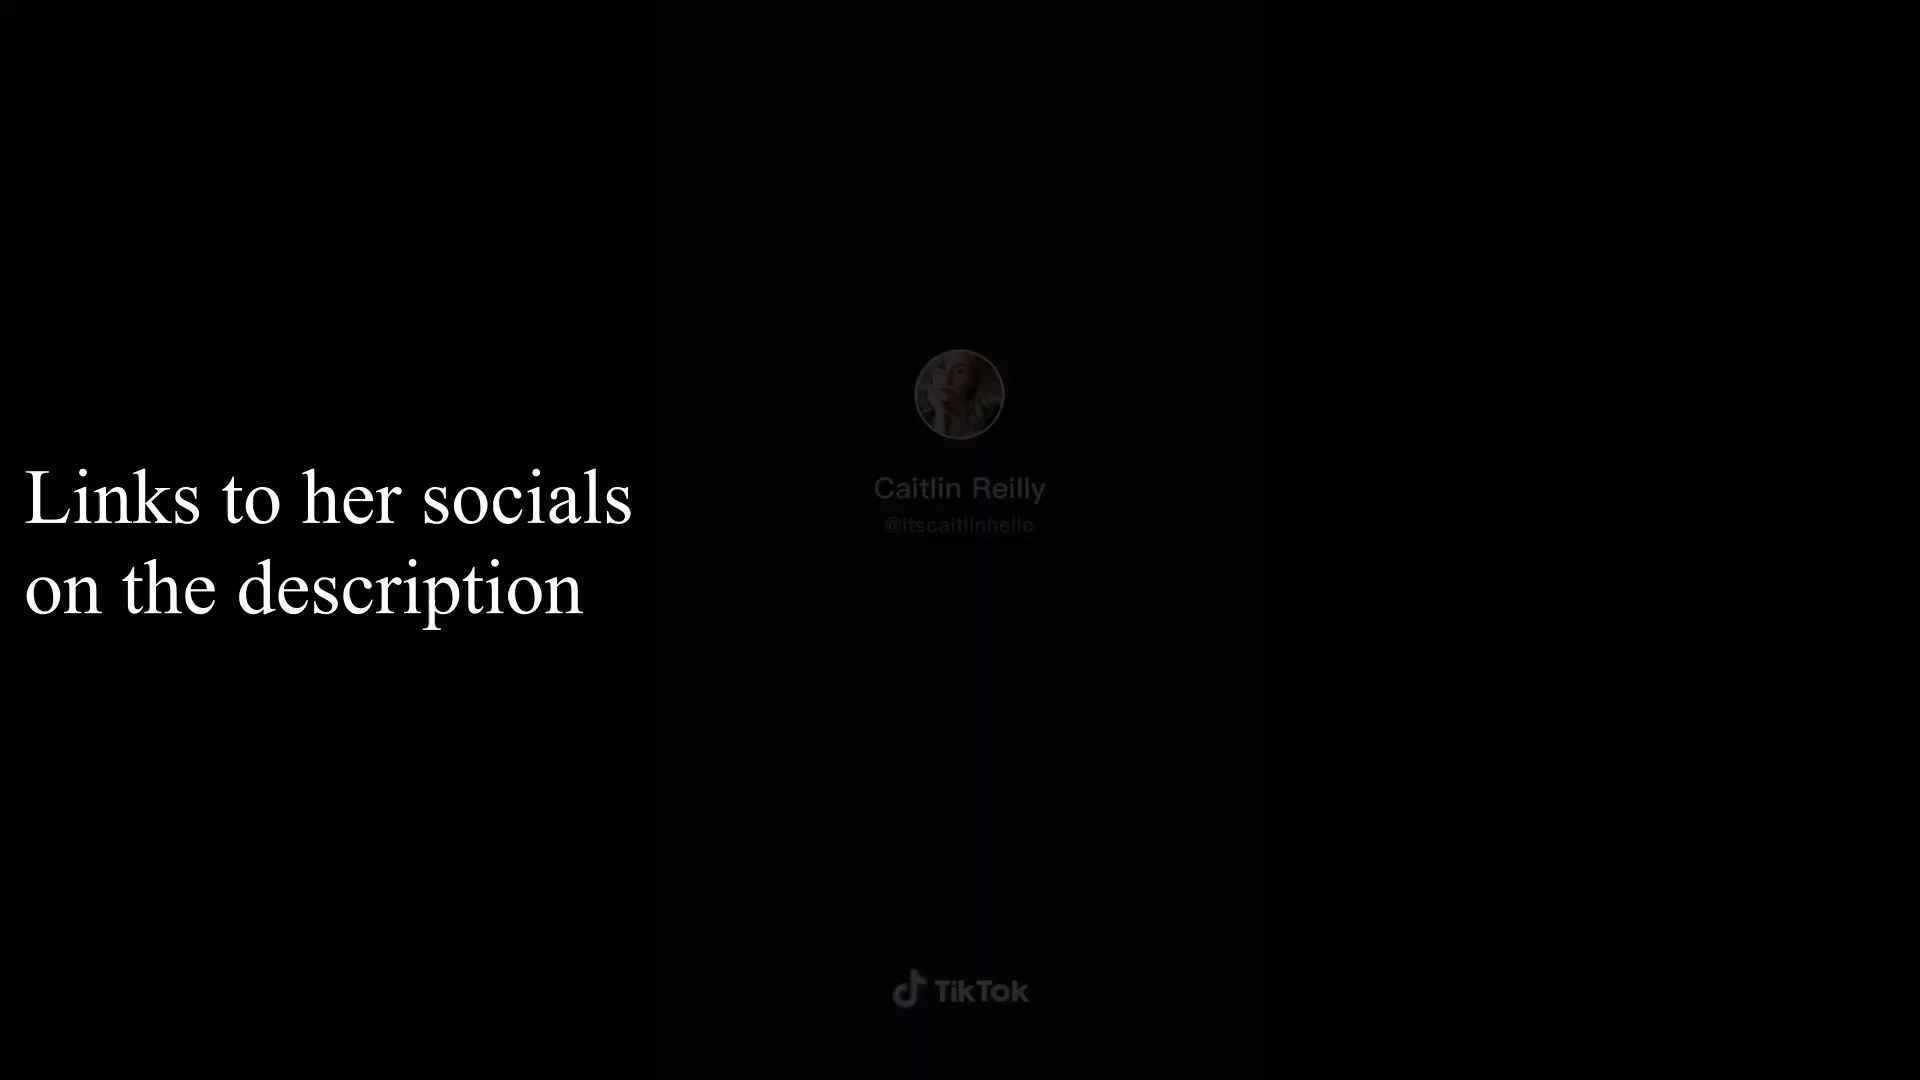 Links to her socials
on the description
Caitlin Reilly
@itscaitlinhello
TikTok